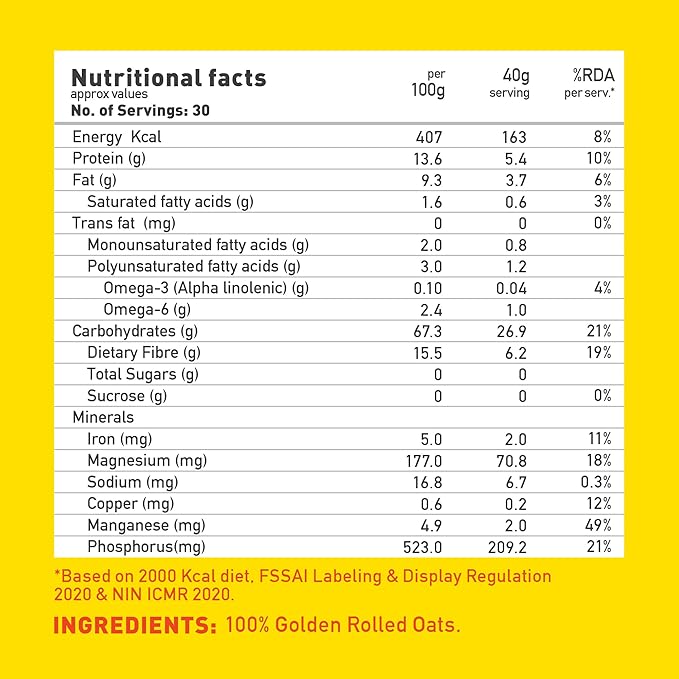 Nutritional facts per 100g 40g serving %RDA per serv.*
approx values
No. of Servings: 30
Energy Kcal 407 163 8%
Protein (g) 13.6 5.4 10%
Fat (g) 9.3 3.7 6%
Saturated fatty acids (g) 1.6 0.6 3%
Trans fat (mg) 0 0 0%
Monounsaturated fatty acids (g) 2.0 0.8
Polyunsaturated fatty acids (g) 3.0 1.2
Omega-3 (Alpha linolenic) (g) 0.10 0.04 4%
Omega-6 (g) 2.4 1.0
Carbohydrates (g) 67.3 26.9 21%
Dietary Fibre (g) 15.5 6.2 19%
Total Sugars (g) 0 0
Sucrose (g) 0 0 0%
Minerals
Iron (mg) 5.0 2.0 11%
Magnesium (mg) 177.0 70.8 18%
Sodium (mg) 16.8 6.7 0.3%
Copper (mg) 0.6 0.2 12%
Manganese (mg) 4.9 2.0 49%
Phosphorus(mg) 523.0 209.2 21%
*Based on 2000 Kcal diet, FSSAI Labeling & Display Regulation
2020 & NIN ICMR 2020.
INGREDIENTS: 100% Golden Rolled Oats.